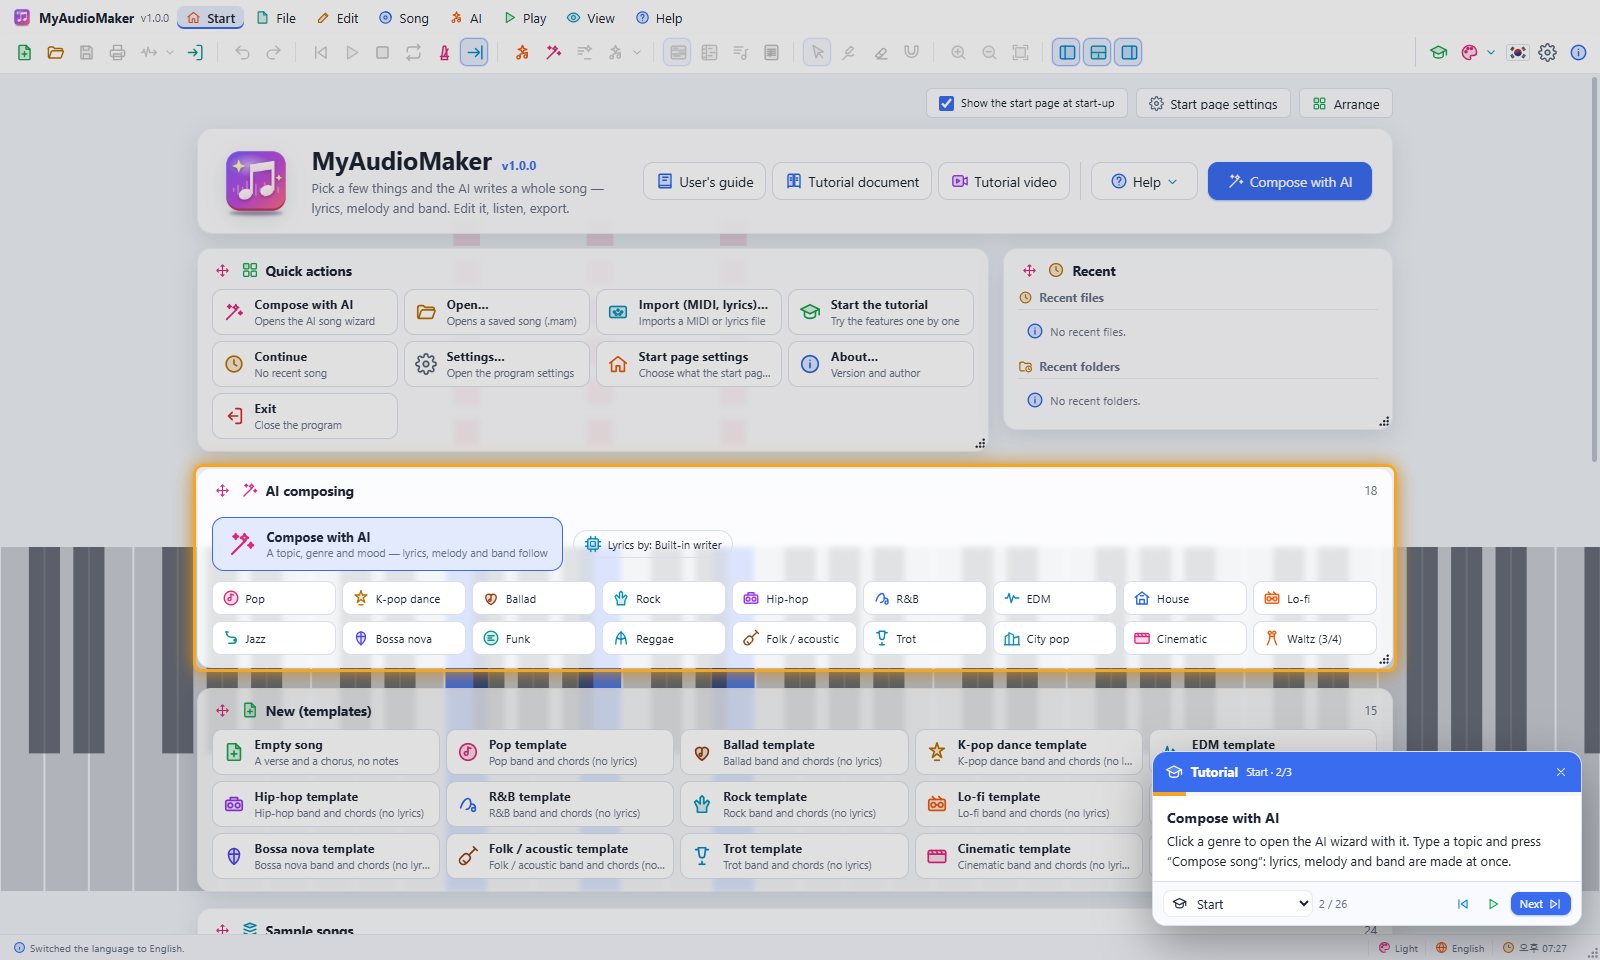 MyAudioMaker v1.0.0 Start File Edit Song AI Play View Help
Show the start page at start-up Start page settings Arrange
MyAudioMaker v1.0.0
Pick a few things and the AI writes a whole song —
lyrics, melody and band. Edit it, listen, export.
User's guide Tutorial document Tutorial video Help Compose with AI
Quick actions
Compose with AI
Opens the AI song wizard
Open...
Opens a saved song (.mam)
Import (MIDI, lyrics)...
Imports a MIDI or lyrics file
Start the tutorial
Try the features one by one
Continue
No recent song
Settings...
Open the program settings
Start page settings
Choose what the start pag...
About...
Version and author
Exit
Close the program
Recent
Recent files
No recent files.
Recent folders
No recent folders.
AI composing 18
Compose with AI
A topic, genre and mood — lyrics, melody and band follow
Lyrics by: Built-in writer
Pop K-pop dance Ballad Rock Hip-hop R&B EDM House Lo-fi
Jazz Bossa nova Funk Reggae Folk / acoustic Trot City pop Cinematic Waltz (3/4)
New (templates) 15
Empty song
A verse and a chorus, no notes
Pop template
Pop band and chords (no lyrics)
Ballad template
Ballad band and chords (no lyrics)
K-pop dance template
K-pop dance band and chords (no l...
EDM template
Hip-hop template
Hip-hop band and chords (no lyrics)
R&B template
R&B band and chords (no lyrics)
Rock template
Rock band and chords (no lyrics)
Lo-fi template
Lo-fi band and chords (no lyrics)
Bossa nova template
Bossa nova band and chords (no lyr...
Folk / acoustic template
Folk / acoustic band and chords (no...
Trot template
Trot band and chords (no lyrics)
Cinematic template
Cinematic band and chords (no lyri...
Sample songs 24
Tutorial Start · 2/3
Compose with AI
Click a genre to open the AI wizard with it. Type a topic and press
“Compose song”: lyrics, melody and band are made at once.
Start 2 / 26 Next
Switched the language to English.
Light English 오후 07:27